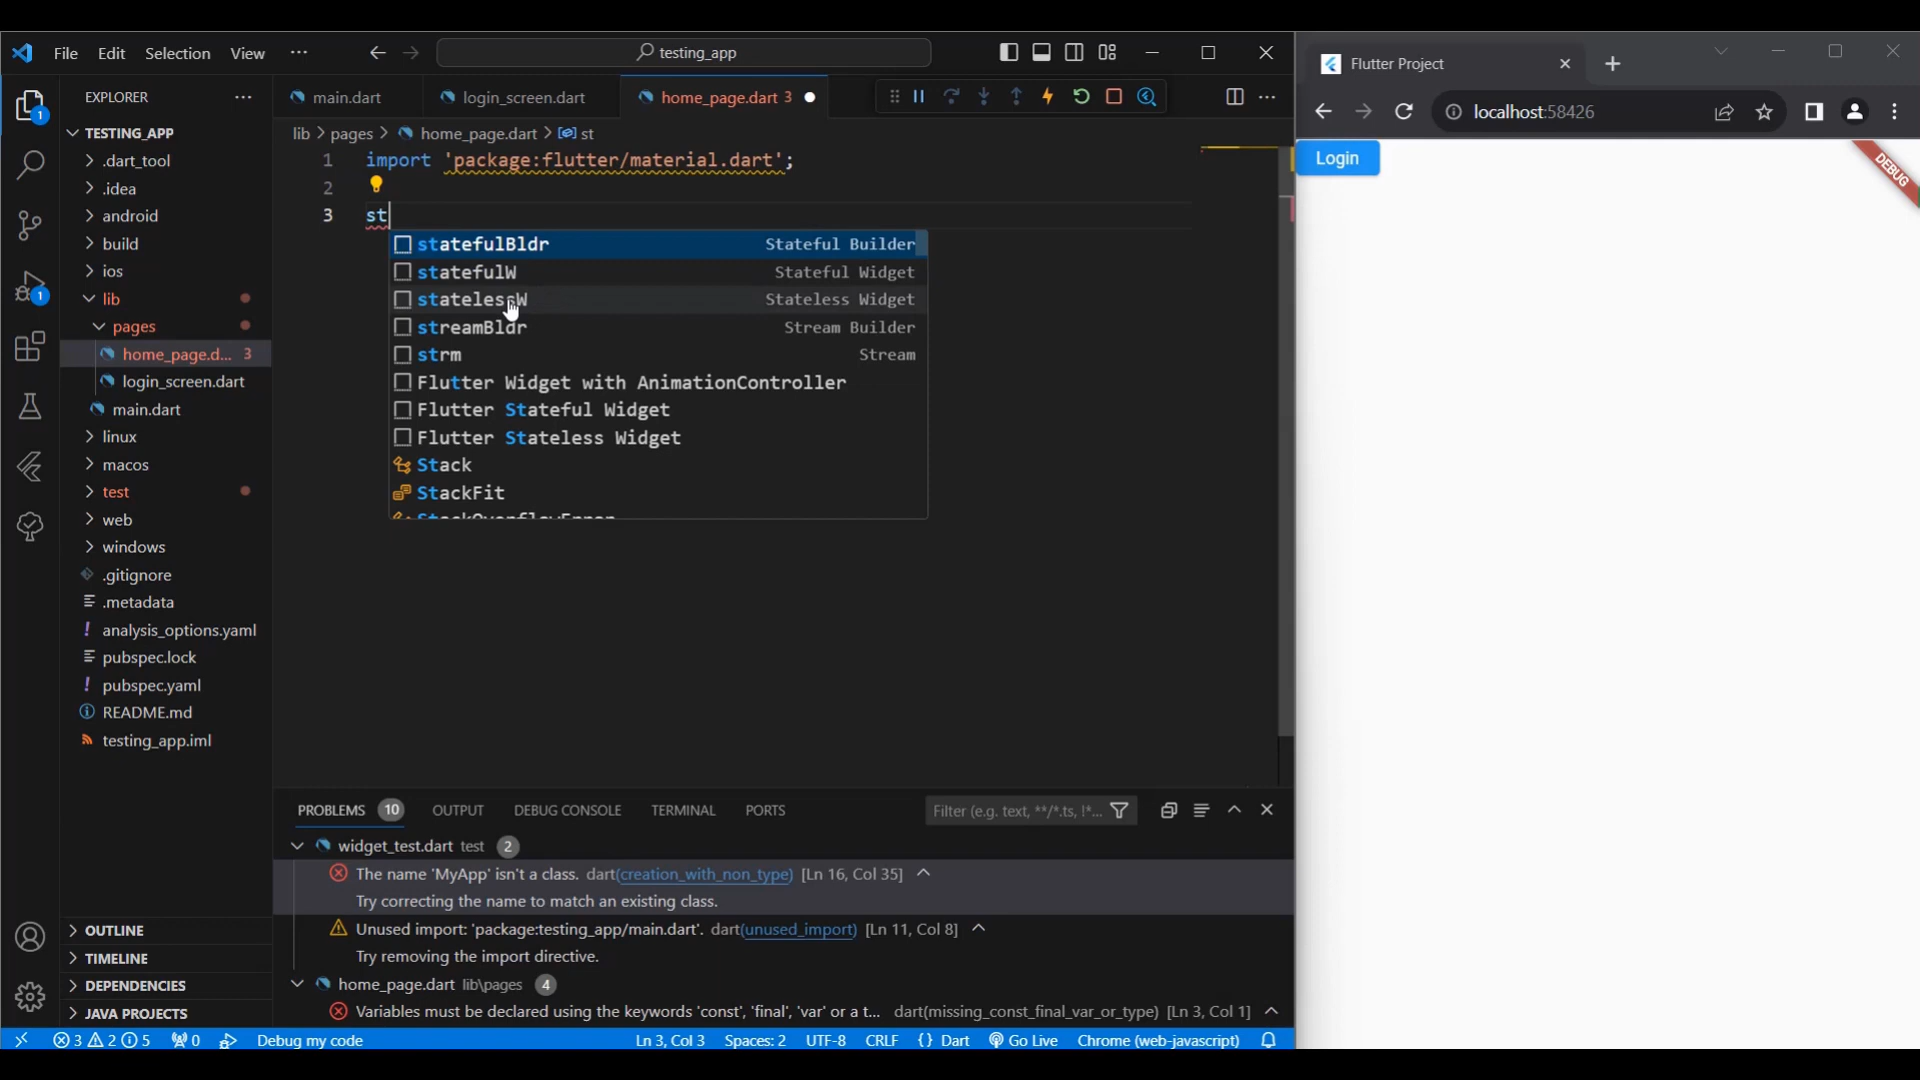 File Edit Selection View ··· testing_app
Flutter Project
localhost:58426
EXPLORER ···
main.dart login_screen.dart home_page.dart 3
lib > pages > home_page.dart > st
TESTING_APP
.dart_tool
.idea
android
build
ios
lib
pages
home_page.d... 3
login_screen.dart
main.dart
linux
macos
test
web
windows
.gitignore
.metadata
analysis_options.yaml
pubspec.lock
pubspec.yaml
README.md
testing_app.iml
OUTLINE
TIMELINE
DEPENDENCIES
JAVA PROJECTS
1 import 'package:flutter/material.dart';
2
3 st
statefulBldr Stateful Builder
statefulW Stateful Widget
statelessW Stateless Widget
streamBldr Stream Builder
strm Stream
Flutter Widget with AnimationController
Flutter Stateful Widget
Flutter Stateless Widget
Stack
StackFit
StackOverflowError
Login
DEBUG
PROBLEMS 10 OUTPUT DEBUG CONSOLE TERMINAL PORTS Filter (e.g. text, **/*.ts, !*...
widget_test.dart test 2
The name 'MyApp' isn't a class. dart(creation_with_non_type) [Ln 16, Col 35]
Try correcting the name to match an existing class.
Unused import: 'package:testing_app/main.dart'. dart(unused_import) [Ln 11, Col 8]
Try removing the import directive.
home_page.dart lib\pages 4
Variables must be declared using the keywords 'const', 'final', 'var' or a t... dart(missing_const_final_var_or_type) [Ln 3, Col 1]
3 2 5 0 Debug my code Ln 3, Col 3 Spaces: 2 UTF-8 CRLF {} Dart Go Live Chrome (web-javascript)
1
1